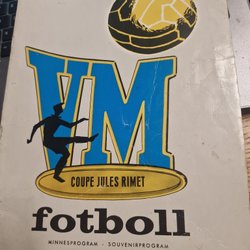 VM
COUPE JULES RIMET
fotboll
MINNESPROGRAM - SOUVENIRPROGRAM